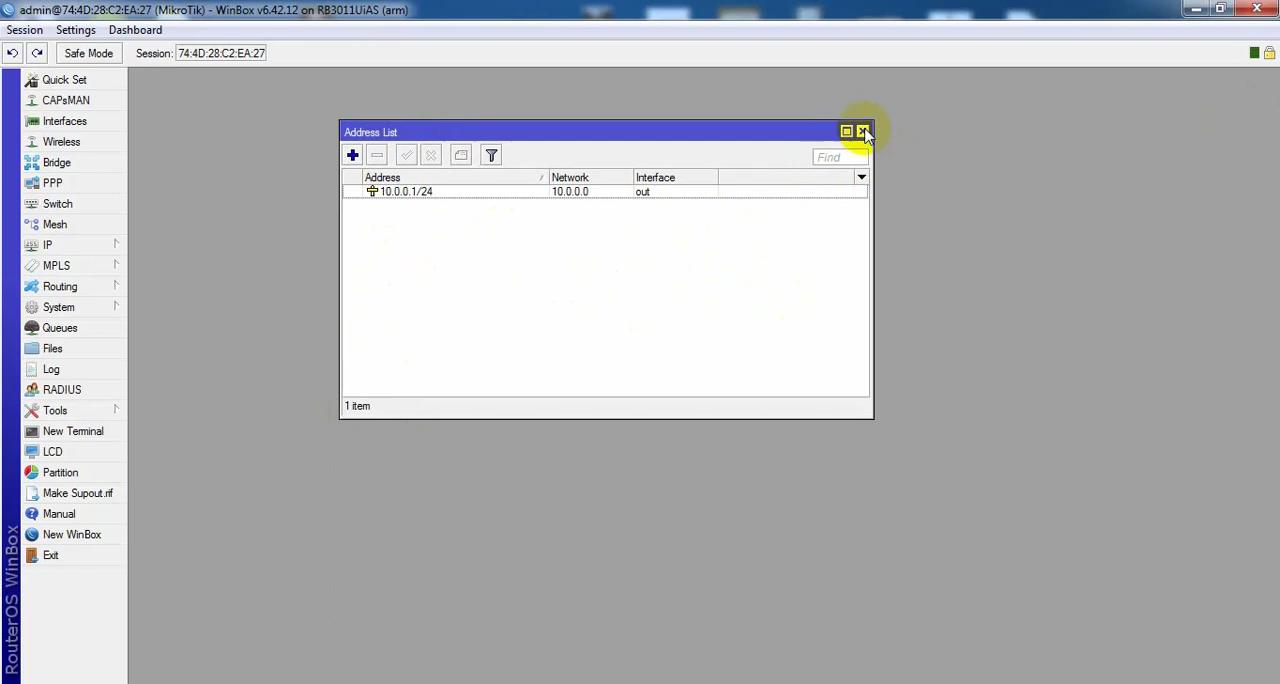 admin@74:4D:28:C2:EA:27 (MikroTik) - WinBox v6.42.12 on RB3011UiAS (arm)
Session Settings Dashboard
Safe Mode Session: 74:4D:28:C2:EA:27
Quick Set
CAPsMAN
Interfaces
Wireless
Bridge
PPP
Switch
Mesh
IP
MPLS
Routing
System
Queues
Files
Log
RADIUS
Tools
New Terminal
LCD
Partition
Make Supout.rif
Manual
New WinBox
Exit
RouterOS WinBox
Address List
Find
Address Network Interface
10.0.0.1/24 10.0.0.0 out
1 item